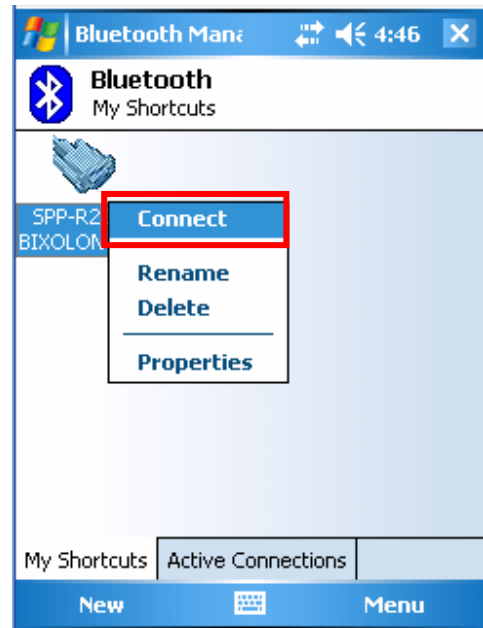 Bluetooth Mana 4:46
Bluetooth
My Shortcuts
SPP-R2
BIXOLON
Connect
Rename
Delete
Properties
My Shortcuts Active Connections
New Menu